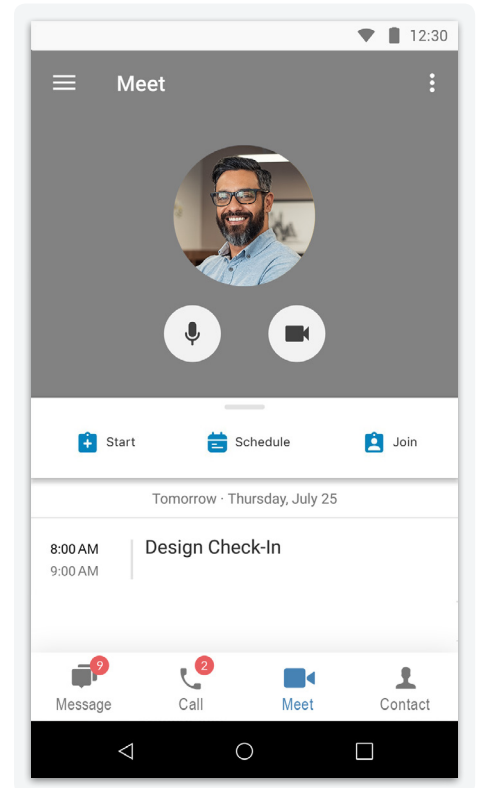 12:30
Meet
Start Schedule Join
Tomorrow · Thursday, July 25
8:00 AM Design Check-In
9:00 AM
9 2
Message Call Meet Contact